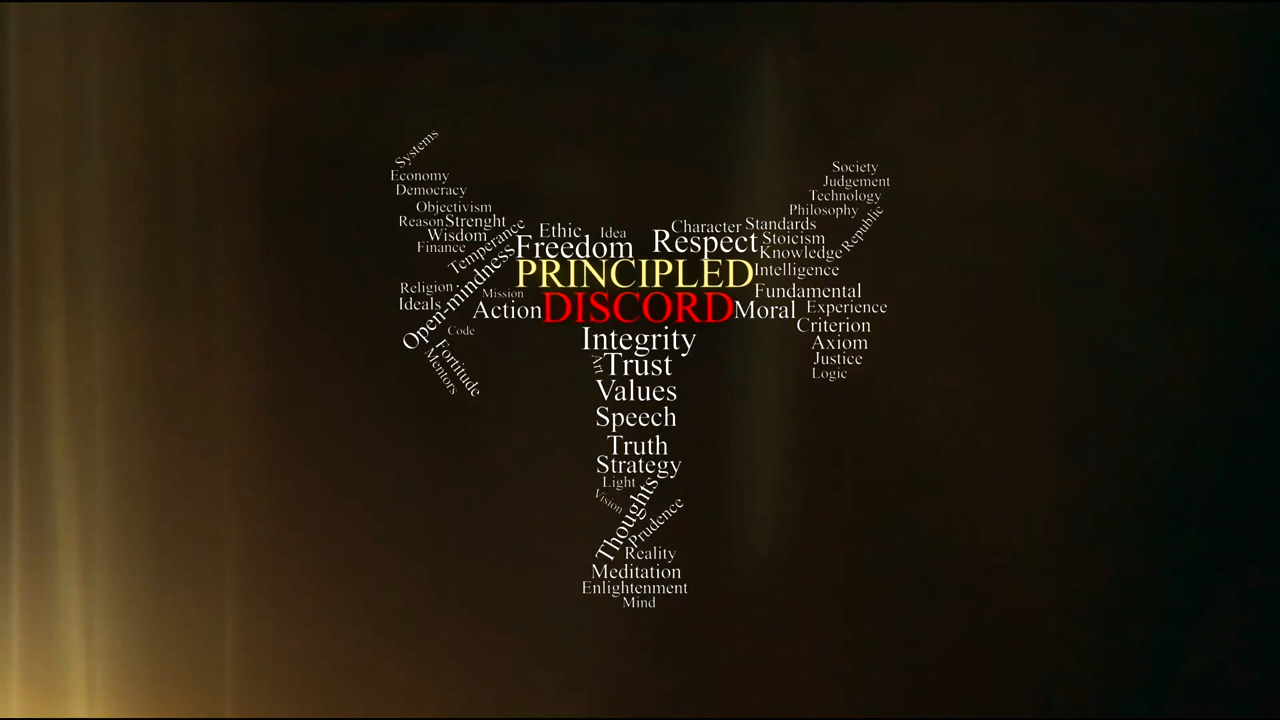 Systems
Economy
Democracy
Objectivism
Reason Strenght
Wisdom
Finance
Temperance
Open-mindness
Religion
Ideals
Mission
Action
Code
Fortitude
Mentors
Ethic Idea
Freedom
Respect
PRINCIPLED
DISCORD
Character Standards
Society
Judgement
Technology
Philosophy
Republic
Stoicism
Knowledge
Intelligence
Fundamental
Moral Experience
Criterion
Axiom
Justice
Logic
Integrity
Art
Trust
Values
Speech
Truth
Strategy
Light
Vision
Thoughts
Prudence
Reality
Meditation
Enlightenment
Mind